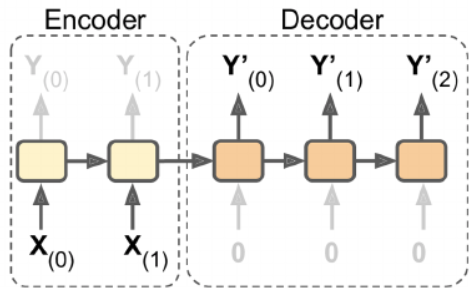 Encoder Decoder
Y(0) Y(1) Y'(0) Y'(1) Y'(2)
X(0) X(1) 0 0 0